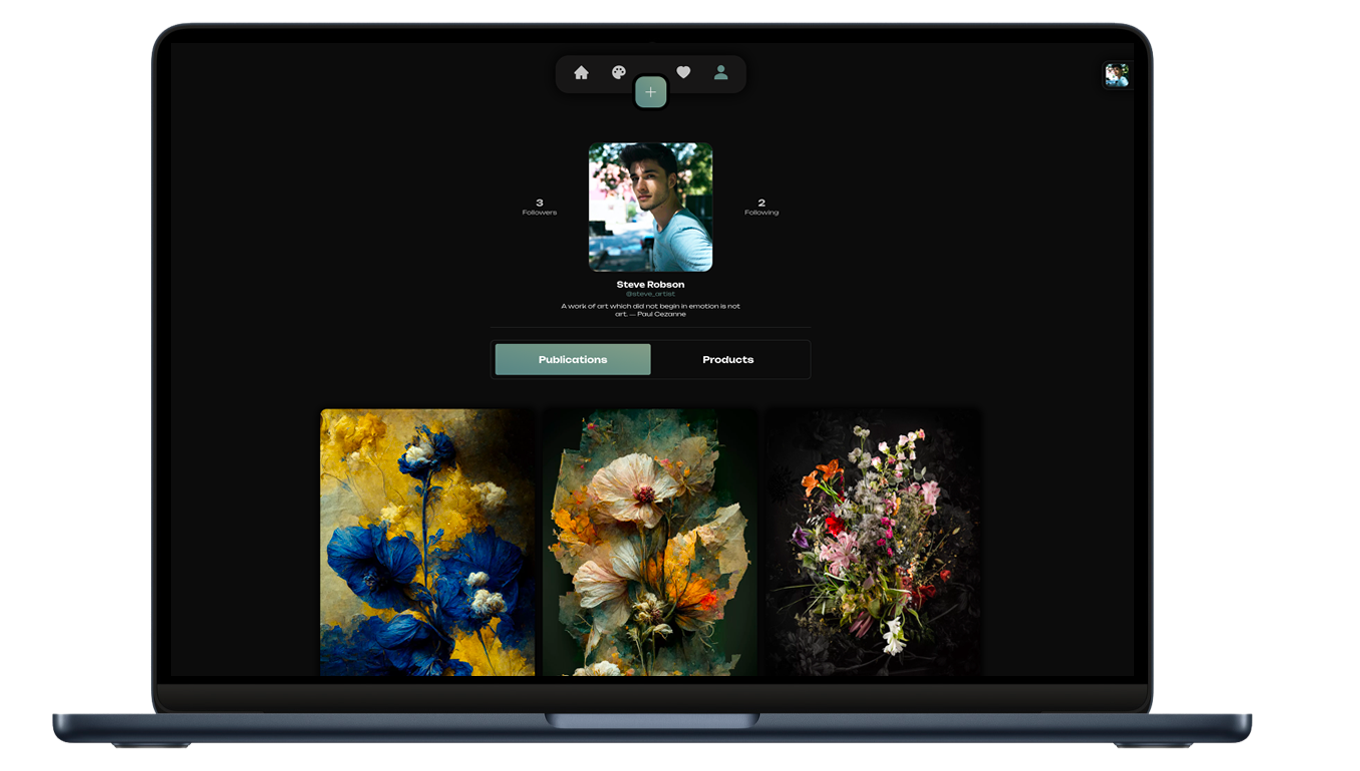 3
Followers
2
Following
Steve Robson
@steve_artist
A work of art which did not begin in emotion is not
art. — Paul Cezanne
Publications
Products